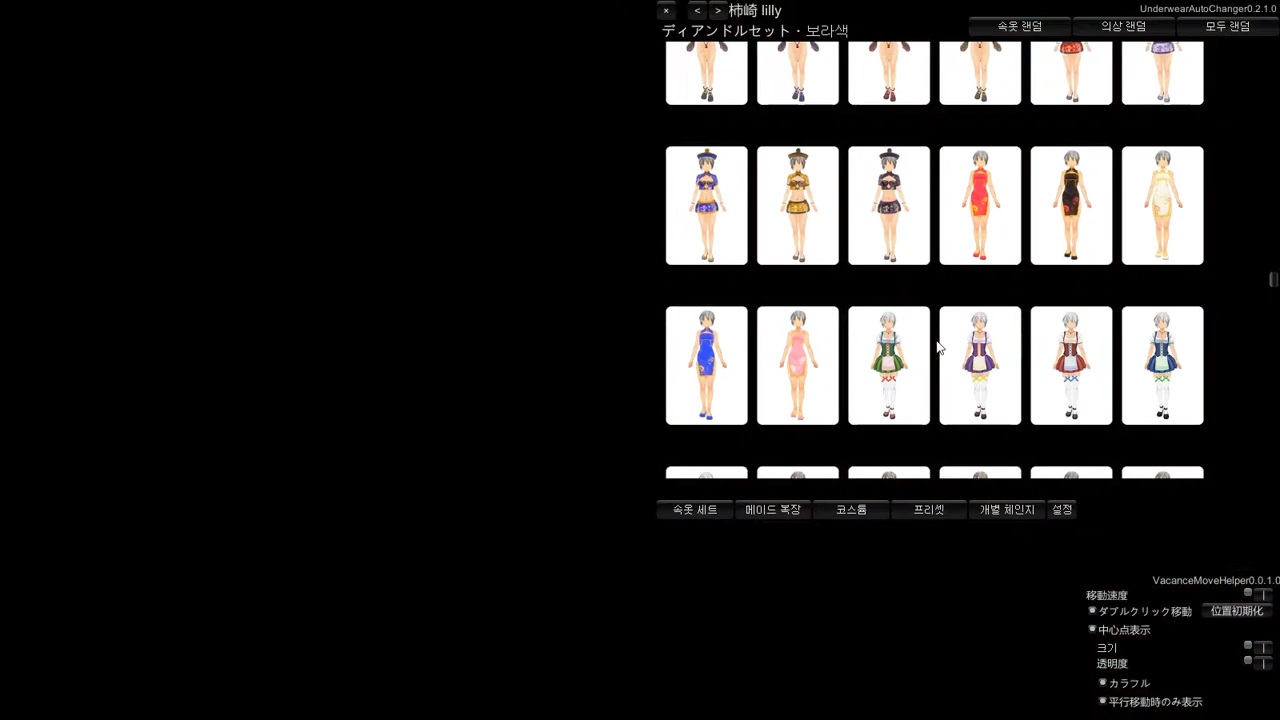 × < > 柿崎 lilly
UnderwearAutoChanger0.2.1.0
ディアンドルセット・보라색
속옷 랜덤 의상 랜덤 모두 랜덤
속옷 세트 메이드 복장 코스튬 프리셋 개별 체인지 설정
VacanceMoveHelper0.0.1.0
移動速度
ダブルクリック移動 位置初期化
中心点表示
크기
透明度
カラフル
平行移動時のみ表示